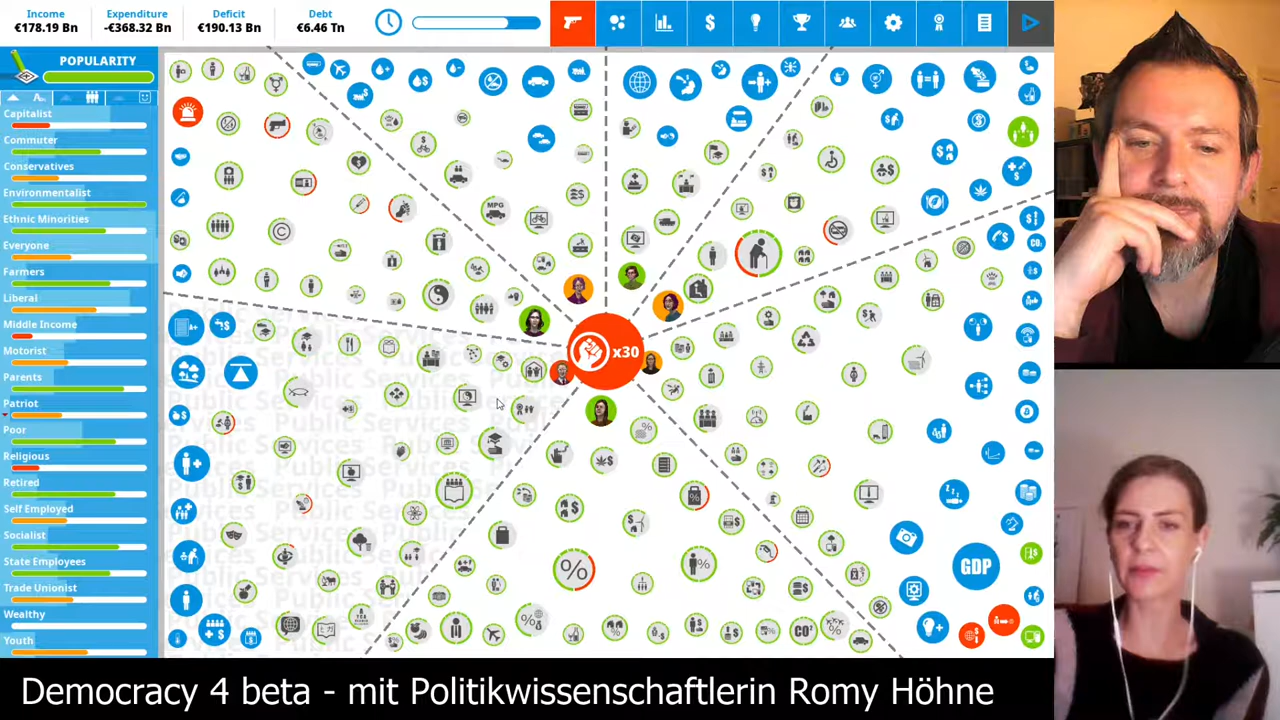 Income
€178.19 Bn
Expenditure
-€368.32 Bn
Deficit
€190.13 Bn
Debt
€6.46 Tn
$
POPULARITY
Capitalist
Commuter
Conservatives
Environmentalist
Ethnic Minorities
Everyone
Farmers
Liberal
Middle Income
Motorist
Parents
Patriot
Poor
Religious
Retired
Self Employed
Socialist
State Employees
Trade Unionist
Wealthy
Youth
MPG
x30
GDP
CO²
Public Services
Democracy 4 beta - mit Politikwissenschaftlerin Romy Höhne